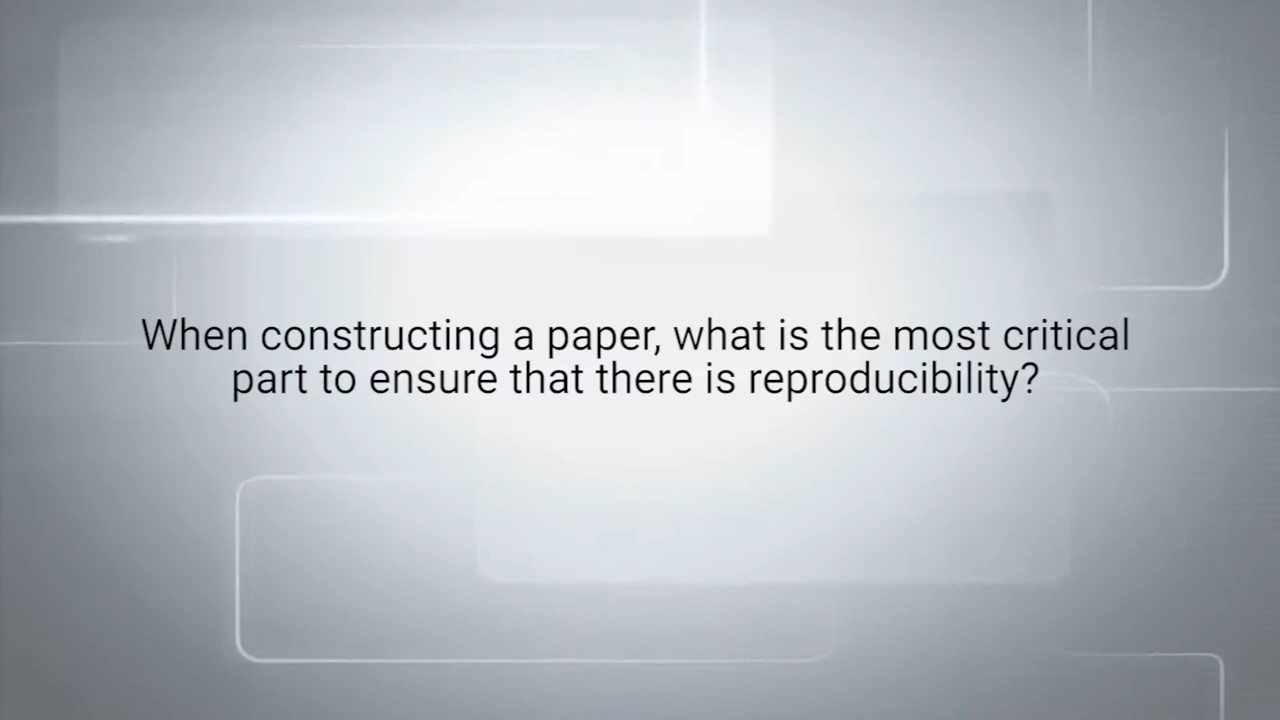 When constructing a paper, what is the most critical
part to ensure that there is reproducibility?